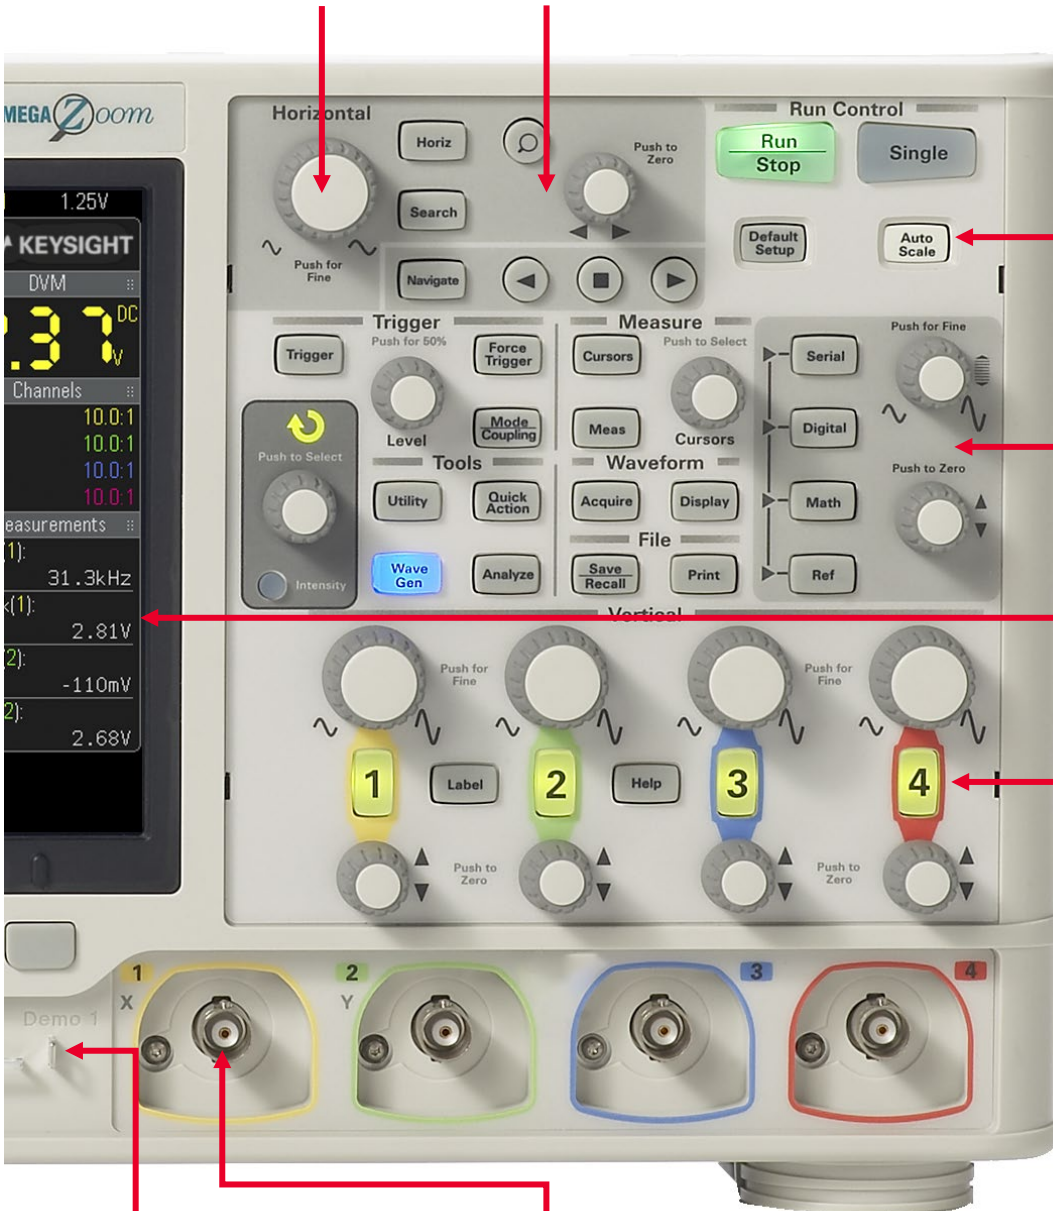 MEGA Zoom
1.25V
KEYSIGHT
DVM
.37
DC
V
Channels
10.0:1
10.0:1
10.0:1
10.0:1
easurements
(1):
31.3kHz
(1):
2.81V
(2):
-110mV
2):
2.68V
Horizontal
Horiz
Search
Navigate
Push for
Fine
Push to
Zero
Run Control
Run
Stop
Single
Default
Setup
Auto
Scale
Trigger
Push for 50%
Trigger
Force
Trigger
Level
Mode
Coupling
Push to Select
Intensity
Tools
Utility
Quick
Action
Wave
Gen
Analyze
Measure
Push to Select
Cursors
Meas
Cursors
Waveform
Acquire
Display
File
Save
Recall
Print
Serial
Digital
Math
Ref
Push for Fine
Push to Zero
Vertical
Push for
Fine
Push for
Fine
1
Label
2
Help
3
4
Push to
Zero
Push to
Zero
1
X
2
Y
3
4
Demo 1